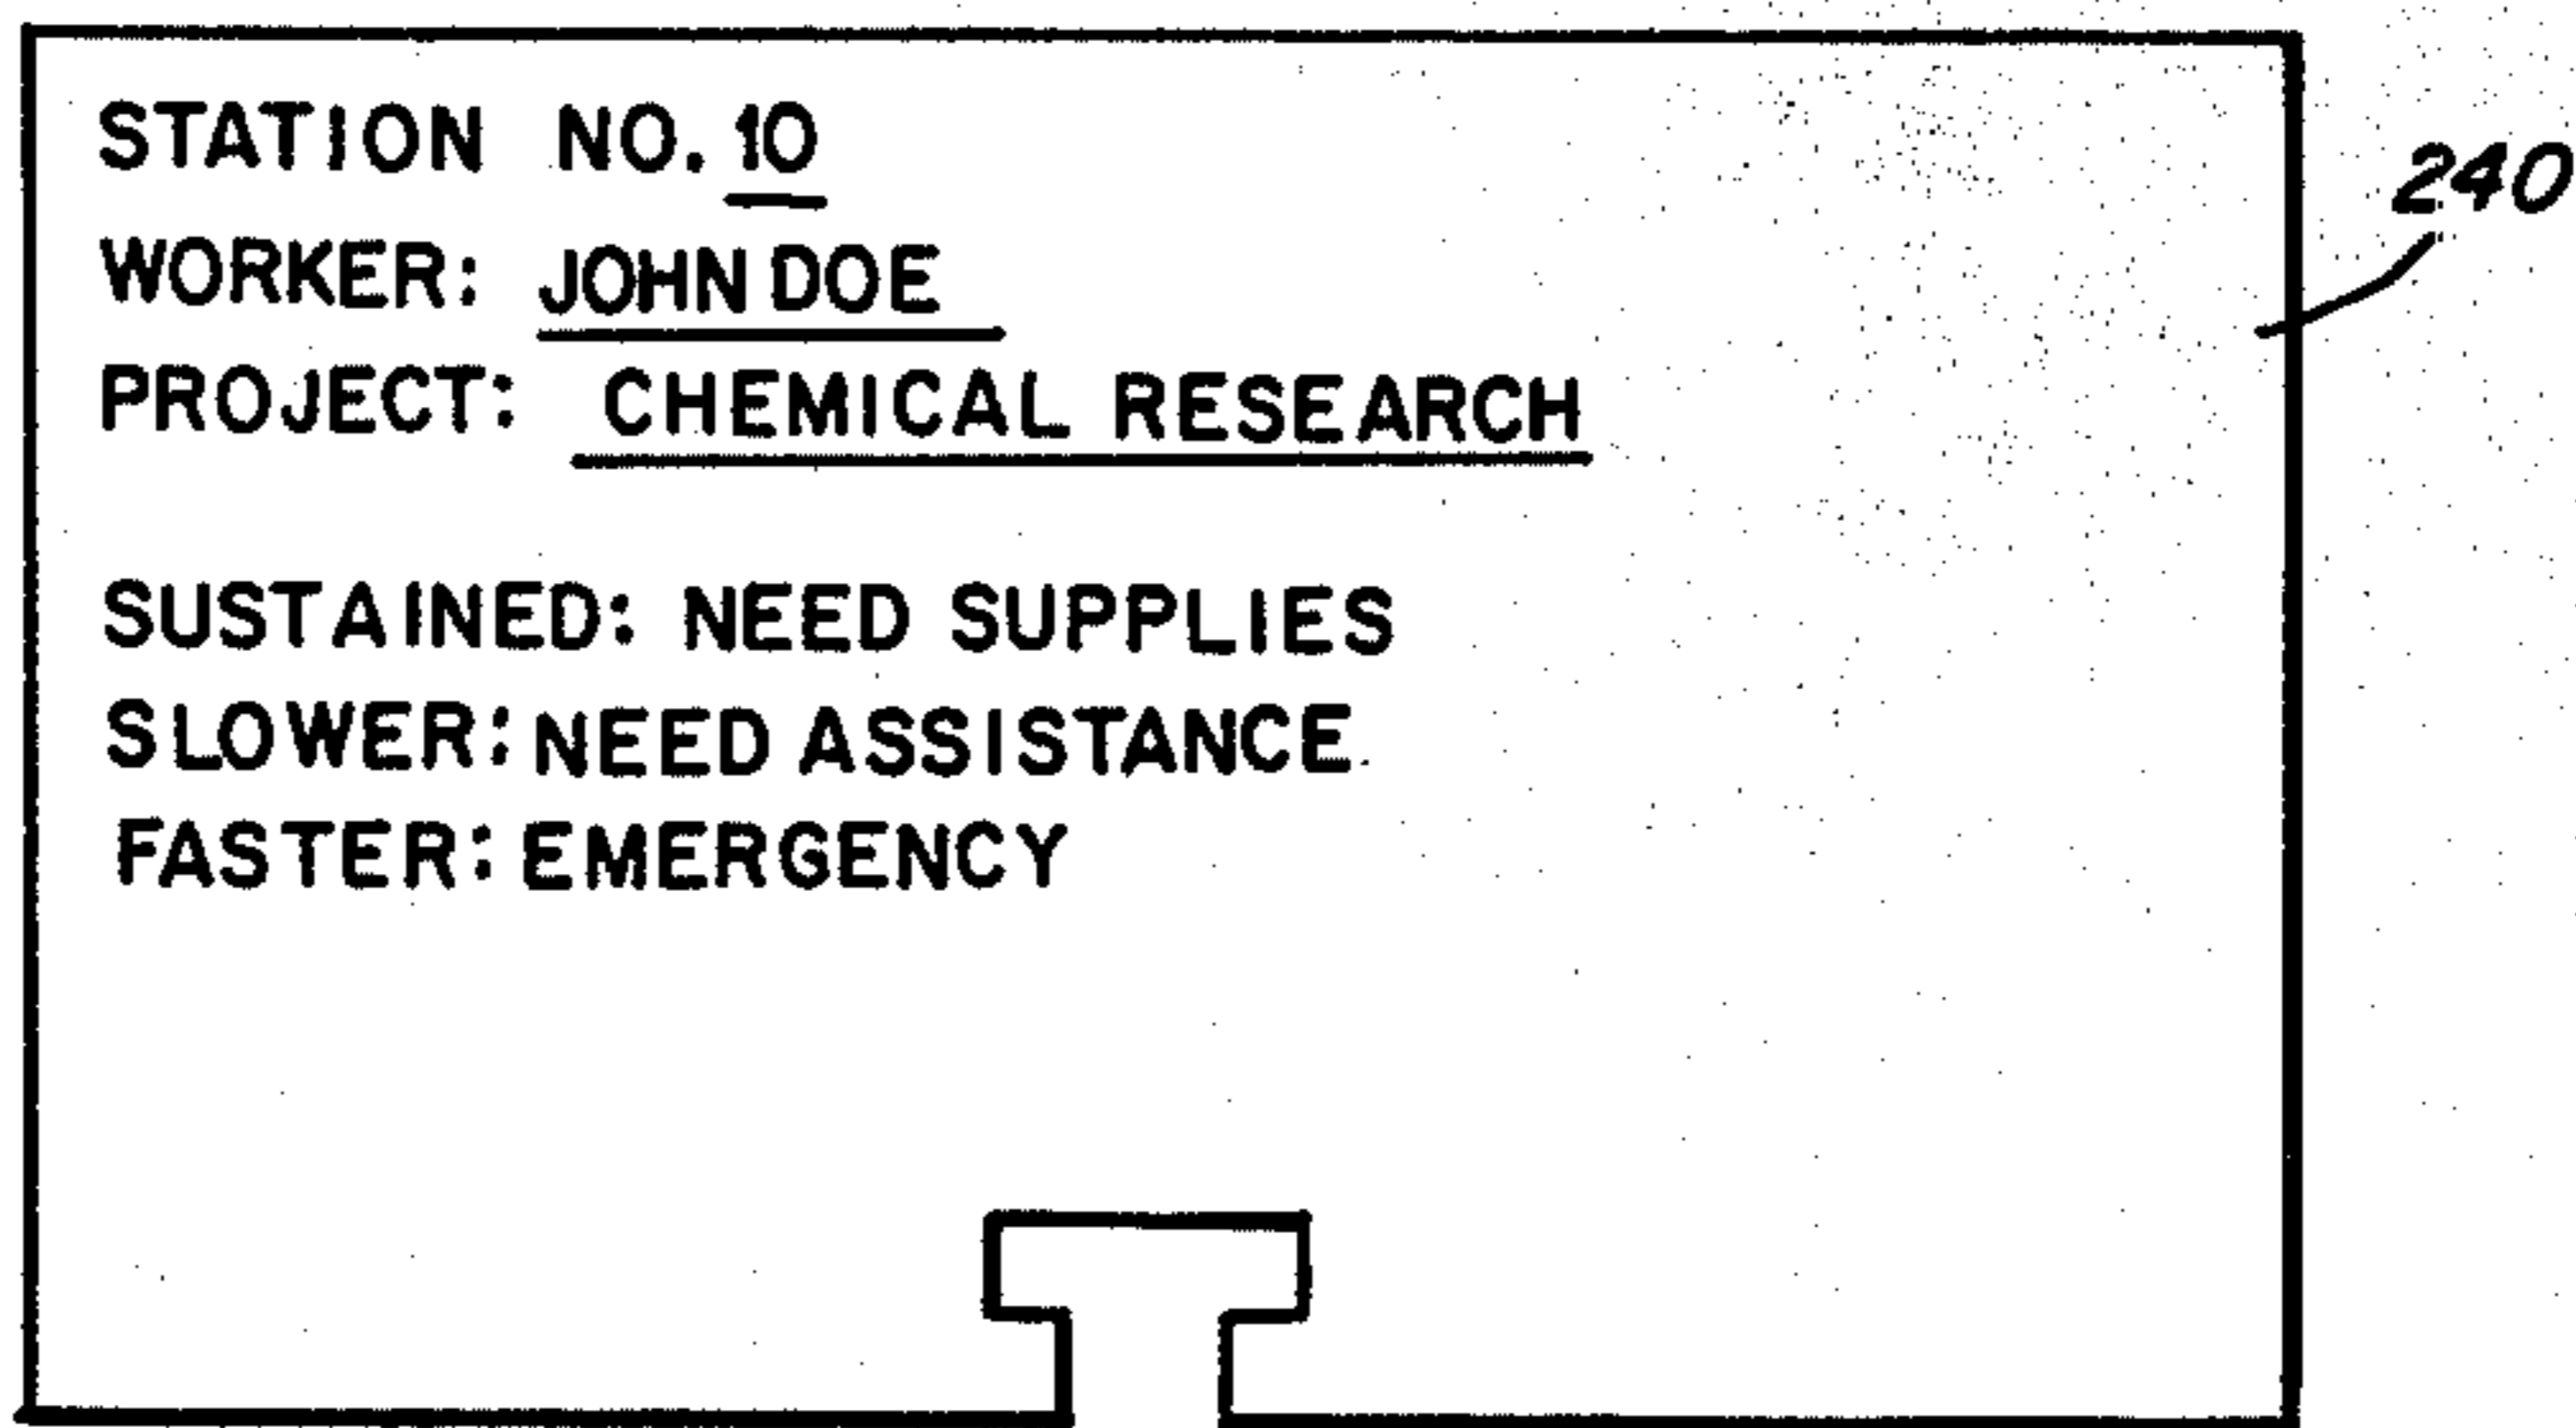 STATION NO. 10
240
WORKER: JOHN DOE
PROJECT: CHEMICAL RESEARCH
SUSTAINED: NEED SUPPLIES
SLOWER: NEED ASSISTANCE
FASTER: EMERGENCY